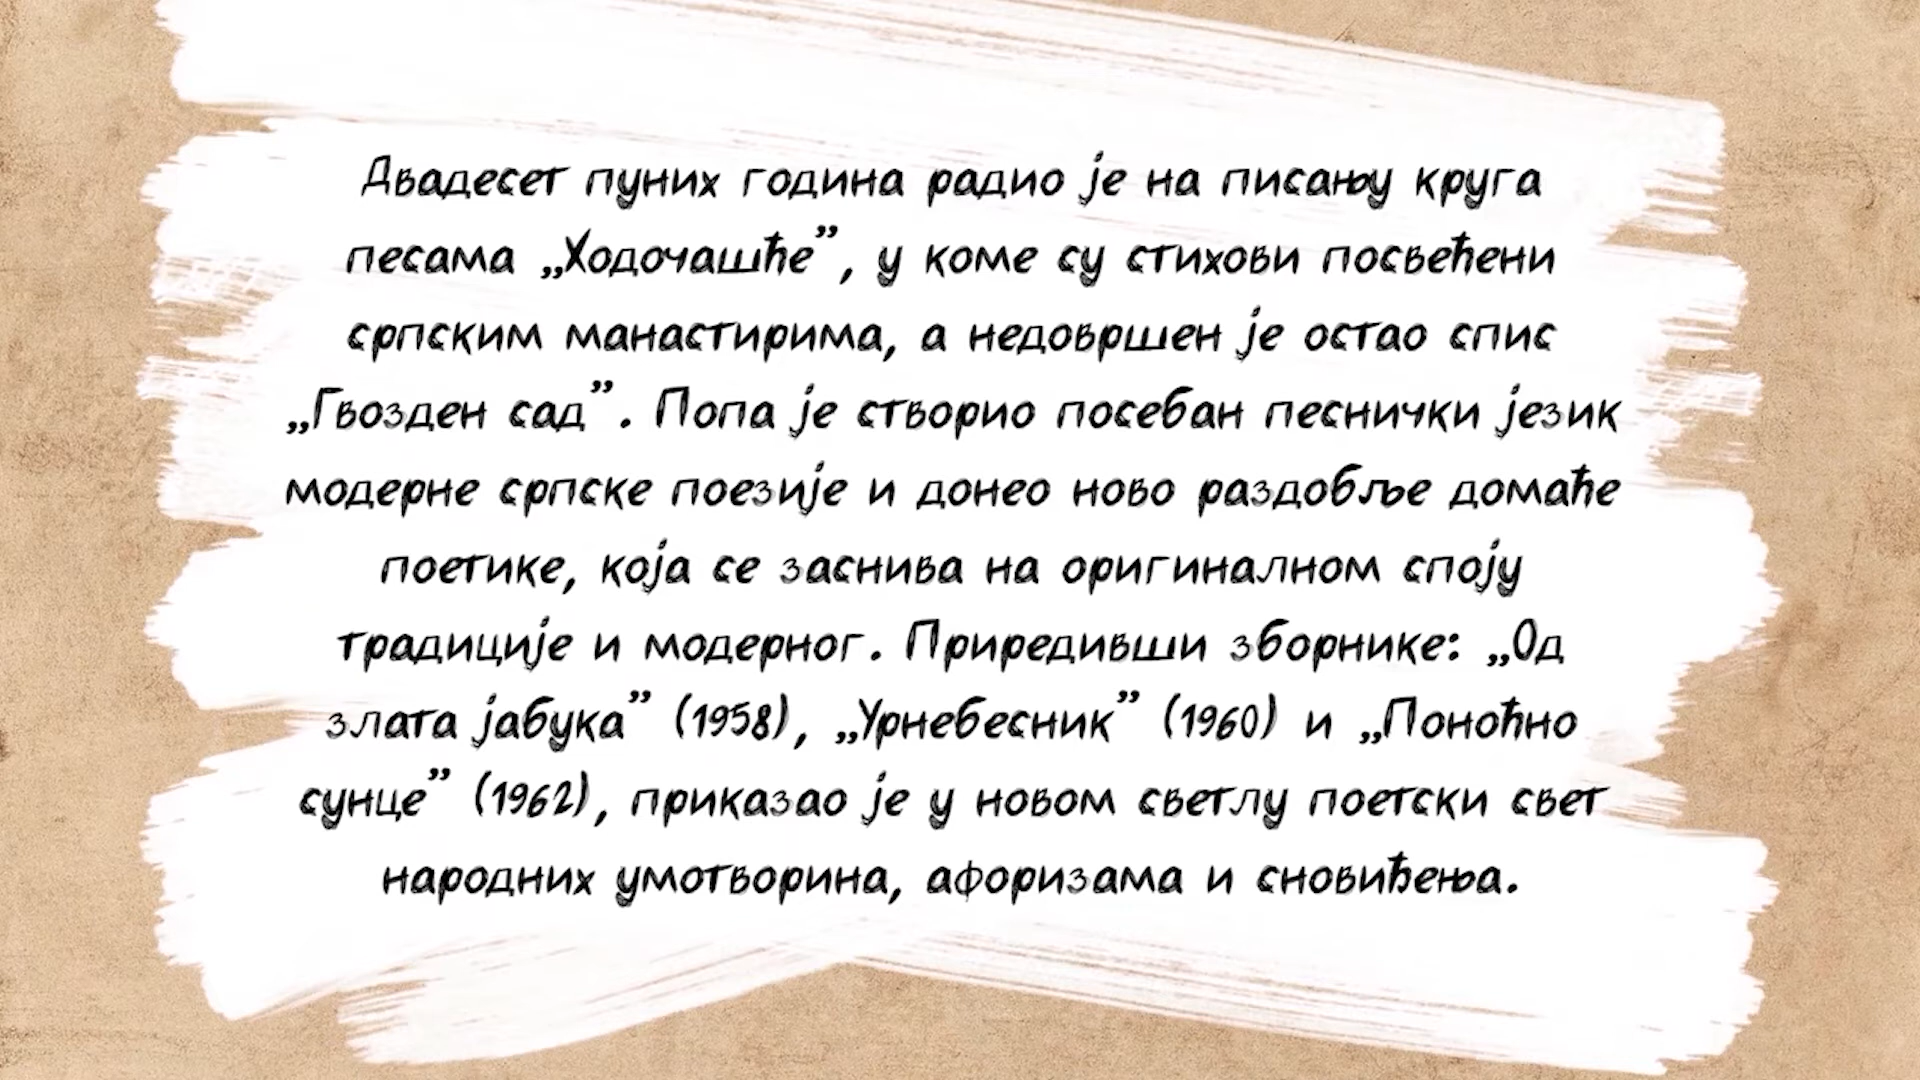 Двадесет пуних година радио је на писању круга
песама „Ходочашће”, у коме су стихови посвећени
српским манастирима, а недовршен је остао спис
„Гвозден сад”. Попа је створио посебан песнички језик
модерне српске поезије и донео ново раздобље домаће
поетике, која се заснива на оригиналном споју
традиције и модерног. Приредивши зборнике: „Од
злата јабука” (1958), „Урнебесник” (1960) и „Поноћно
сунце” (1962), приказао је у новом светлу поетски свет
народних умотворина, афоризама и сновиђења.